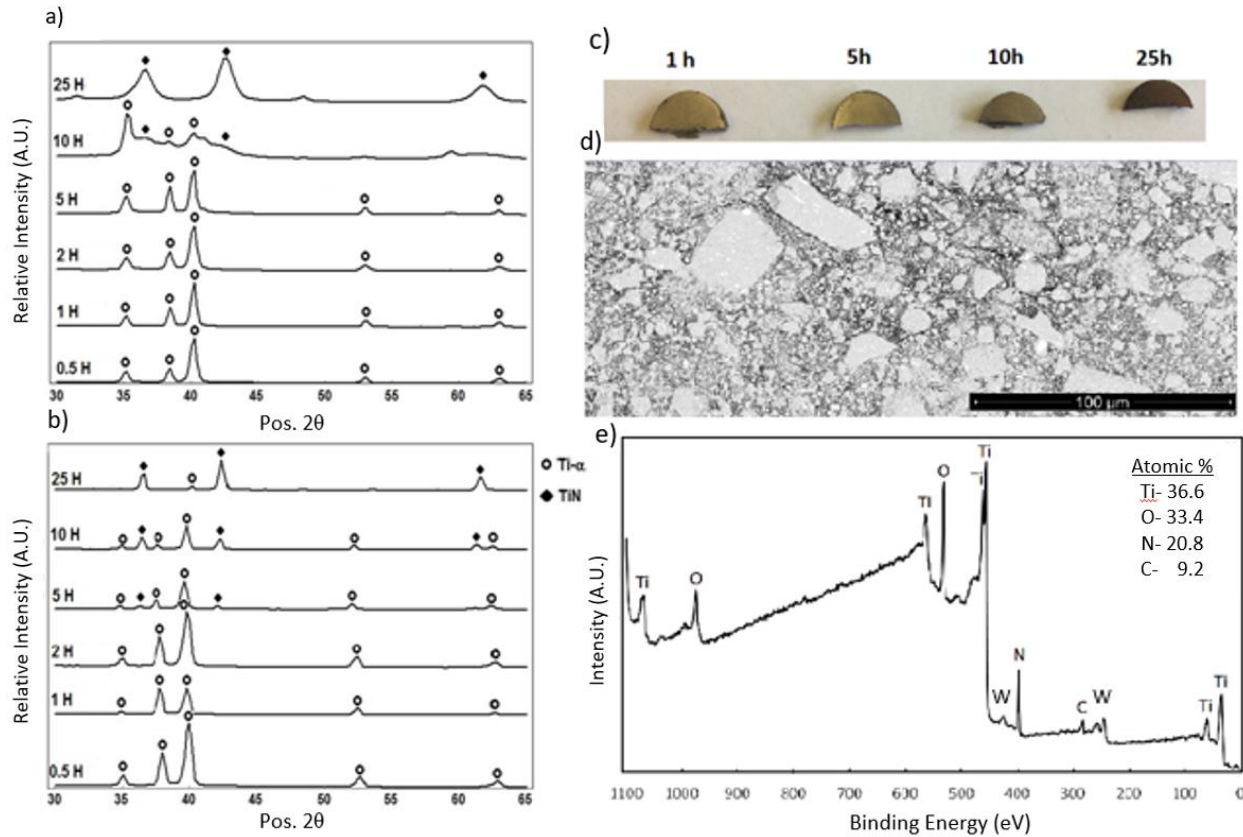 a)
25 H
10 H
5 H
2 H
1 H
0.5 H
30 35 40 45 50 55 60 65
Pos. 2θ
Relative Intensity (A.U.)
b)
25 H
10 H
5 H
2 H
1 H
0.5 H
30 35 40 45 50 55 60 65
Pos. 2θ
Relative Intensity (A.U.)
Ti-α
TiN
c)
1 h 5h 10h 25h
d)
100 µm
e)
Ti O Ti O Ti Ti W N C W Ti Ti
Atomic %
Ti- 36.6
O- 33.4
N- 20.8
C- 9.2
Intensity (A.U.)
1100 1000 900 800 700 600 500 400 300 200 100 0
Binding Energy (eV)